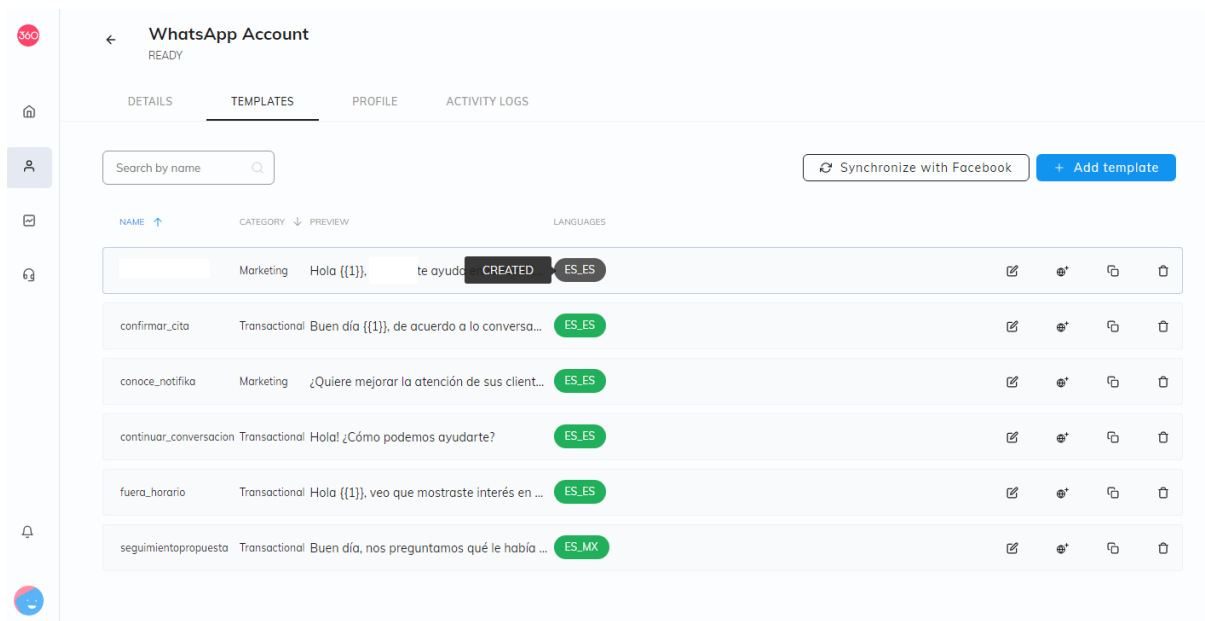 360
WhatsApp Account
READY
DETAILS TEMPLATES PROFILE ACTIVITY LOGS
Search by name Synchronize with Facebook + Add template
NAME CATEGORY PREVIEW LANGUAGES
Marketing Hola {{1}}, te ayuda CREATED ES_ES
confirmar_cita Transactional Buen día {{1}}, de acuerdo a lo conversa... ES_ES
conoce_notifika Marketing ¿Quiere mejorar la atención de sus client... ES_ES
continuar_conversacion Transactional Hola! ¿Cómo podemos ayudarte? ES_ES
fuera_horario Transactional Hola {{1}}, veo que mostraste interés en ... ES_ES
seguimientopropuesta Transactional Buen día, nos preguntamos qué le había ... ES_MX